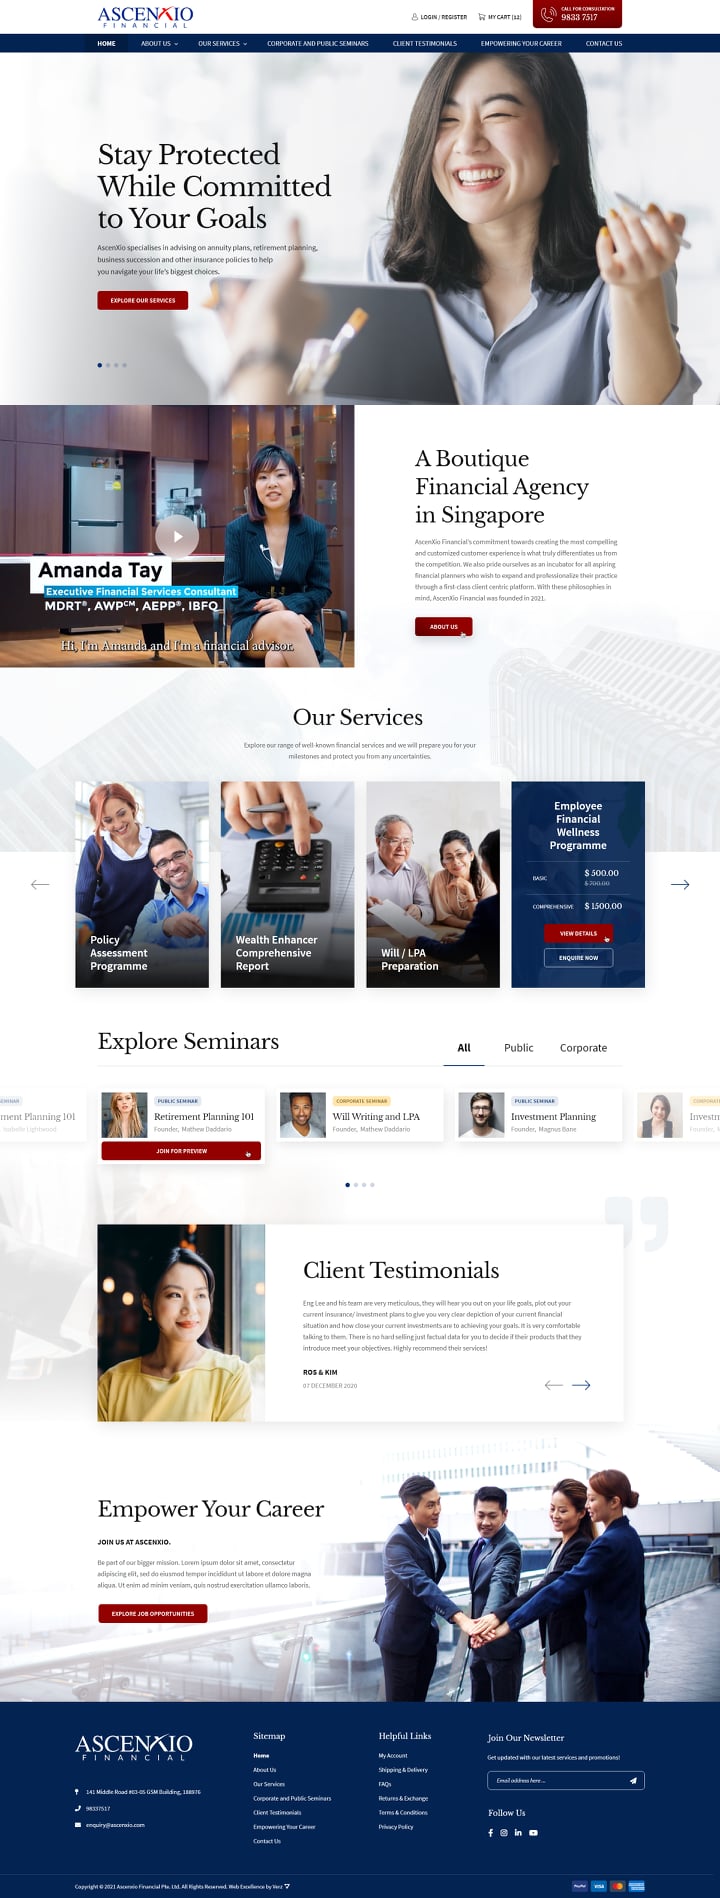 ASCENXIO
FINANCIAL
LOGIN / REGISTER
MY CART (12)
CALL FOR CONSULTATION
9833 7517
HOME
ABOUT US
OUR SERVICES
CORPORATE AND PUBLIC SEMINARS
CLIENT TESTIMONIALS
EMPOWERING YOUR CAREER
CONTACT US
Stay Protected
While Committed
to Your Goals
AscenXio specialises in advising on annuity plans, retirement planning,
business succession and other insurance policies to help
you navigate your life's biggest choices.
EXPLORE OUR SERVICES
Amanda Tay
Executive Financial Services Consultant
MDRT®, AWP℠, AEPP®, IBFQ
Hi, I'm Amanda and I'm a financial advisor.
A Boutique
Financial Agency
in Singapore
AscenXio Financial's commitment towards creating the most compelling
and customized customer experience is what truly differentiates us from
the competition. We also pride ourselves as an incubator for all aspiring
financial planners who wish to expand and professionalize their practice
through a first-class client centric platform. With these philosophies in
mind, AscenXio Financial was founded in 2021.
ABOUT US
Our Services
Explore our range of well-known financial services and we will prepare you for your
milestones and protect you from any uncertainties.
Policy
Assessment
Programme
Wealth Enhancer
Comprehensive
Report
Will / LPA
Preparation
Employee
Financial
Wellness
Programme
BASIC
$ 500.00
$ 700.00
COMPREHENSIVE
$ 1500.00
VIEW DETAILS
ENQUIRE NOW
Explore Seminars
All
Public
Corporate
SEMINAR
ment Planning 101
Isabelle Lightwood
PUBLIC SEMINAR
Retirement Planning 101
Founder, Mathew Daddario
JOIN FOR PREVIEW
CORPORATE SEMINAR
Will Writing and LPA
Founder, Mathew Daddario
PUBLIC SEMINAR
Investment Planning
Founder, Magnus Bane
CORPORAT
Investm
Founder, M
Client Testimonials
Eng Lee and his team are very meticulous, they will hear you out on your life goals, plot out your
current insurance/ investment plans to give you very clear depiction of your current financial
situation and how close your current investments are to achieving your goals. It is very comfortable
talking to them. There is no hard selling just factual data for you to decide if their products that they
introduce meet your objectives. Highly recommend their services!
ROS & KIM
07 DECEMBER 2020
Empower Your Career
JOIN US AT ASCENXIO.
Be part of our bigger mission. Lorem ipsum dolor sit amet, consectetur
adipiscing elit, sed do eiusmod tempor incididunt ut labore et dolore magna
aliqua. Ut enim ad minim veniam, quis nostrud exercitation ullamco laboris.
EXPLORE JOB OPPORTUNITIES
ASCENXIO
FINANCIAL
141 Middle Road #03-05 GSM Building, 188976
98337517
enquiry@ascenxio.com
Sitemap
Home
About Us
Our Services
Corporate and Public Seminars
Client Testimonials
Empowering Your Career
Contact Us
Helpful Links
My Account
Shipping & Delivery
FAQs
Returns & Exchange
Terms & Conditions
Privacy Policy
Join Our Newsletter
Get updated with our latest services and promotions!
Email address here ...
Follow Us
Copyright © 2021 Ascenxio Financial Pte. Ltd. All Rights Reserved. Web Excellence by Verz
PayPal
VISA